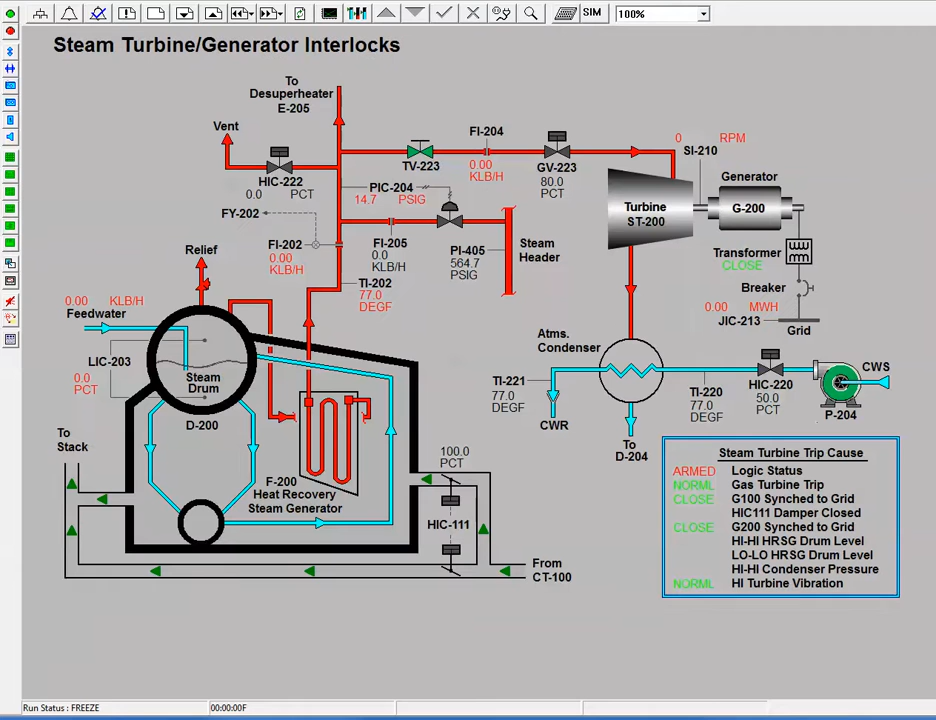 SIM
100%
Steam Turbine/Generator Interlocks
To
Desuperheater
E-205
Vent
HIC-222
0.0 PCT
TV-223
FI-204
0.00
KLB/H
GV-223
80.0
PCT
0 RPM
SI-210
Generator
G-200
Turbine
ST-200
PIC-204
14.7 PSIG
FY-202
FI-202
0.00
KLB/H
FI-205
0.0
KLB/H
PI-405
564.7
PSIG
Steam
Header
Transformer
CLOSE
Breaker
0.00 MWH
JIC-213
Grid
Relief
TI-202
77.0
DEGF
0.00 KLB/H
Feedwater
LIC-203
0.0
PCT
Steam
Drum
D-200
Atms.
Condenser
TI-221
77.0
DEGF
CWR
TI-220
77.0
DEGF
HIC-220
50.0
PCT
CWS
P-204
To
D-204
To
Stack
F-200
Heat Recovery
Steam Generator
100.0
PCT
HIC-111
From
CT-100
Steam Turbine Trip Cause
ARMED Logic Status
NORML Gas Turbine Trip
CLOSE G100 Synched to Grid
HIC111 Damper Closed
CLOSE G200 Synched to Grid
HI-HI HRSG Drum Level
LO-LO HRSG Drum Level
HI-HI Condenser Pressure
NORML HI Turbine Vibration
Run Status : FREEZE
00:00:00F